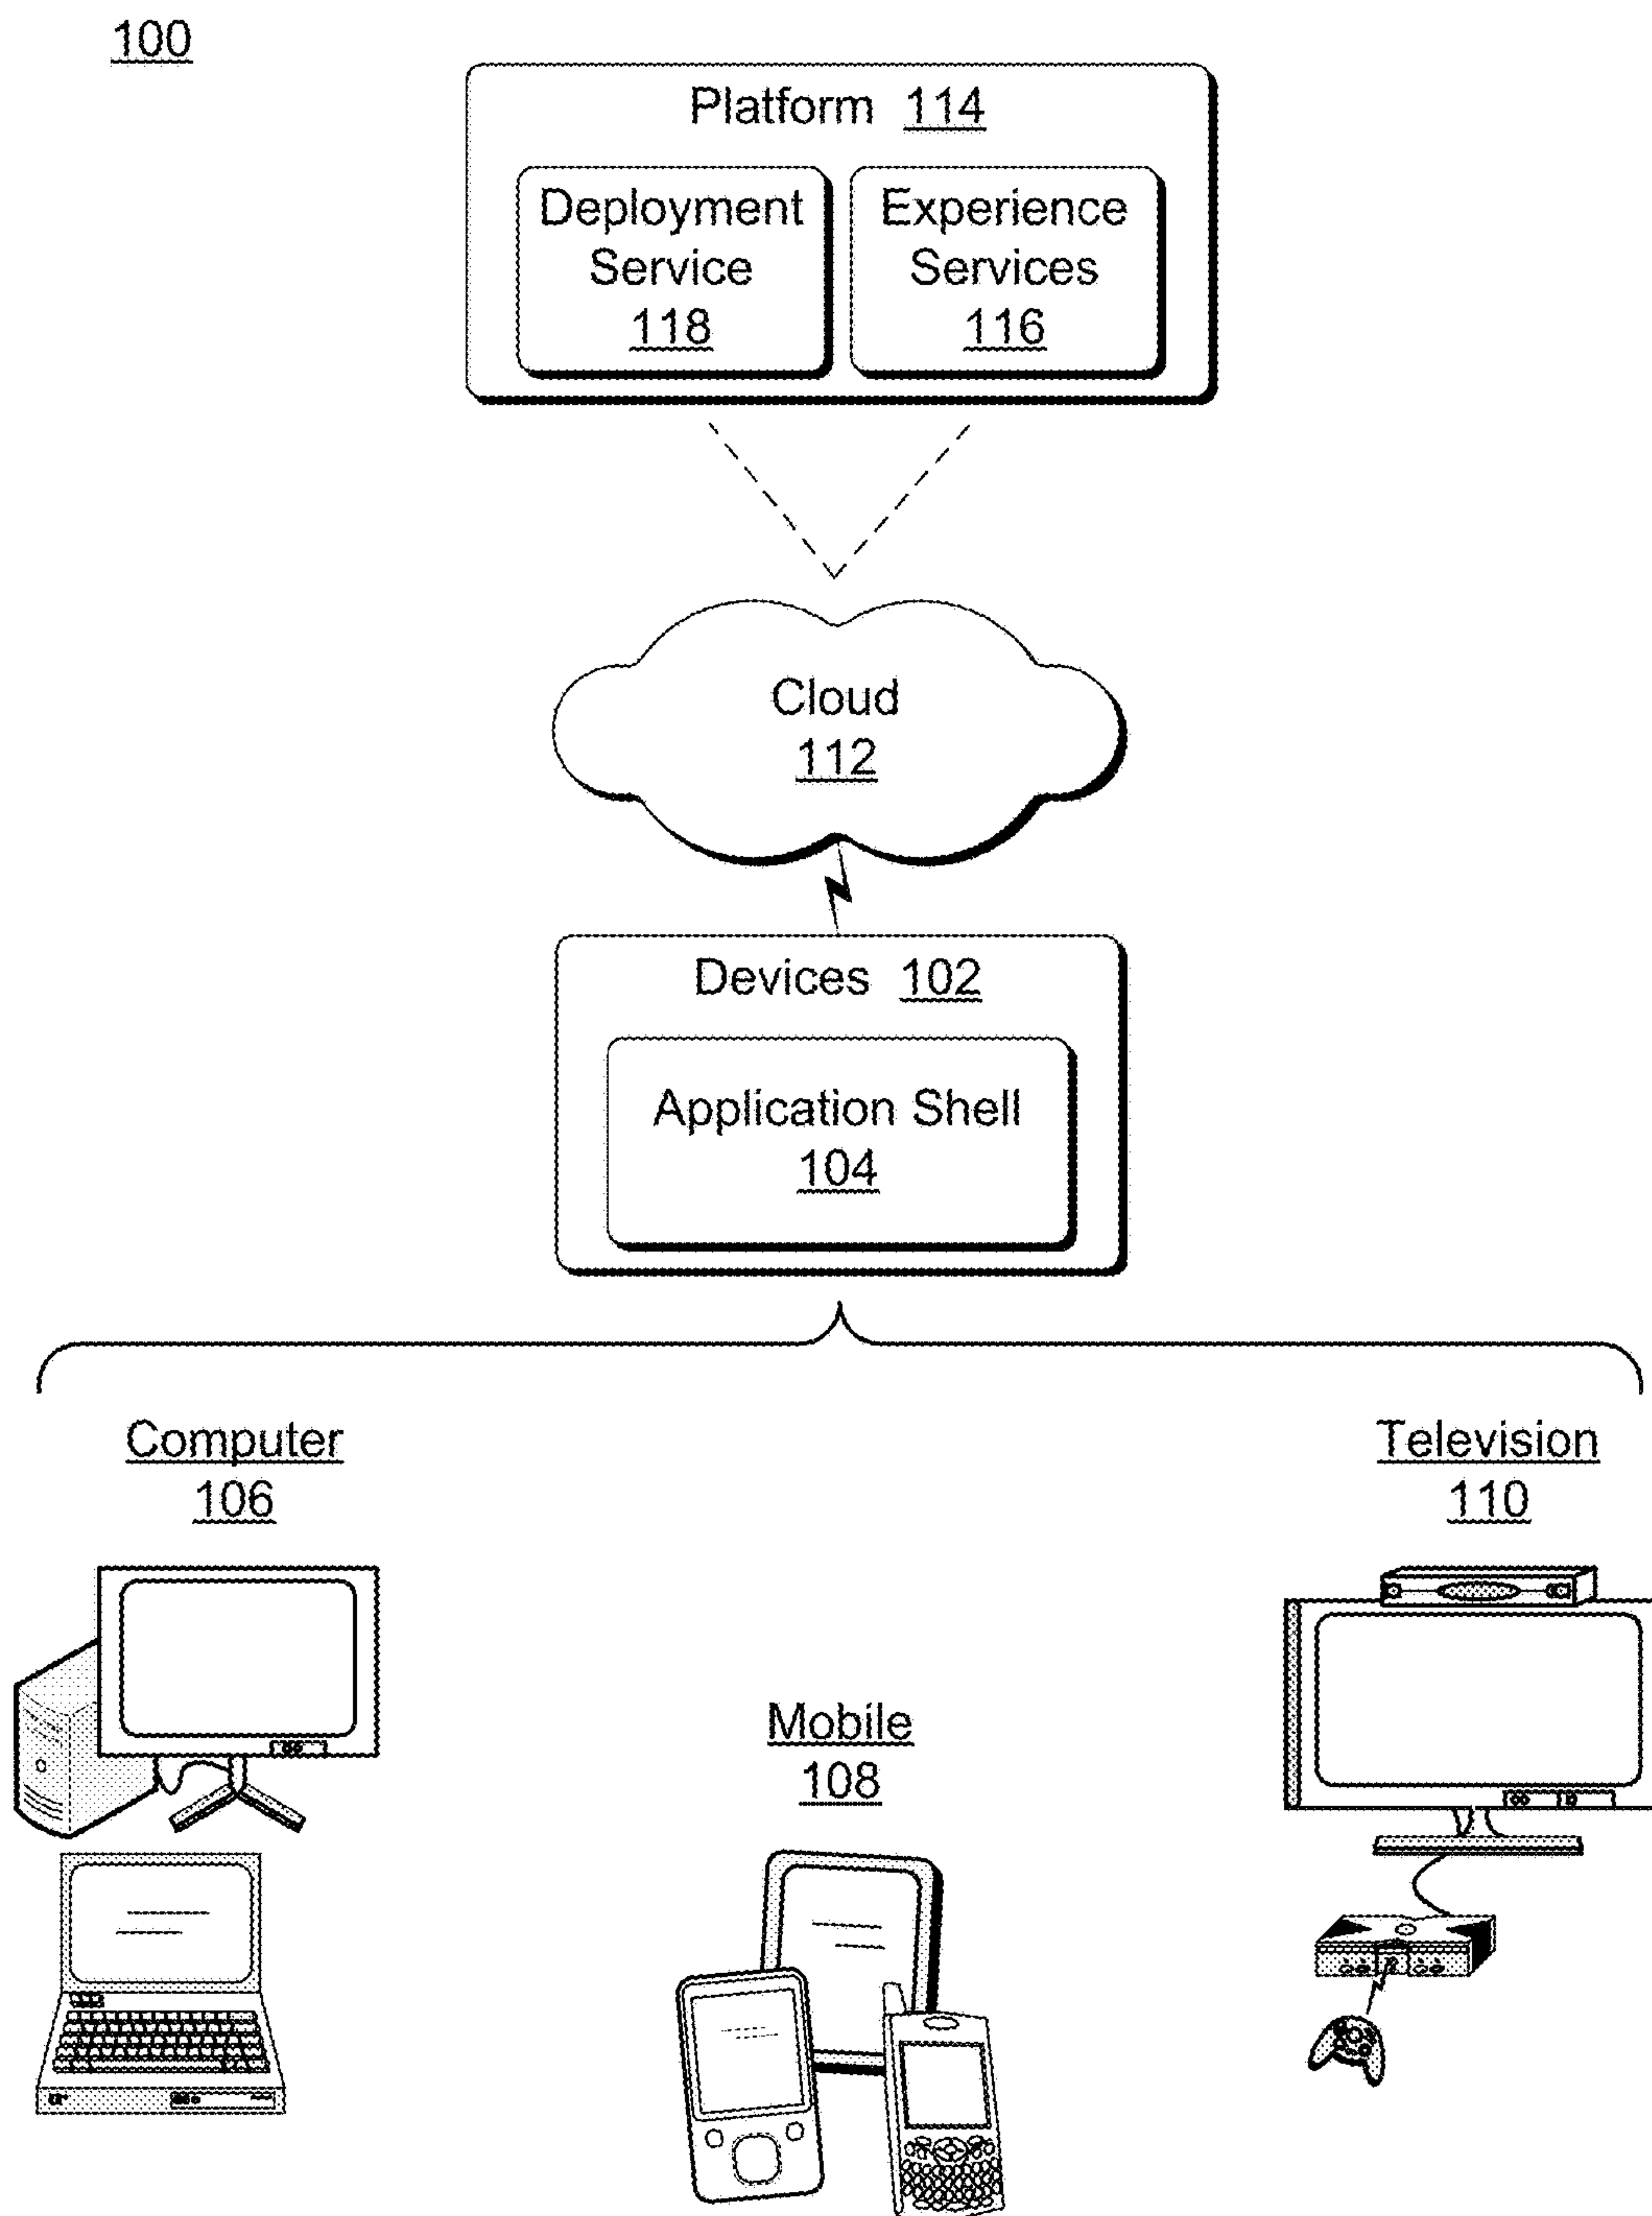 100
Platform 114
Deployment
Service
118
Experience
Services
116
Cloud
112
Devices 102
Application Shell
104
Computer
106
Mobile
108
Television
110